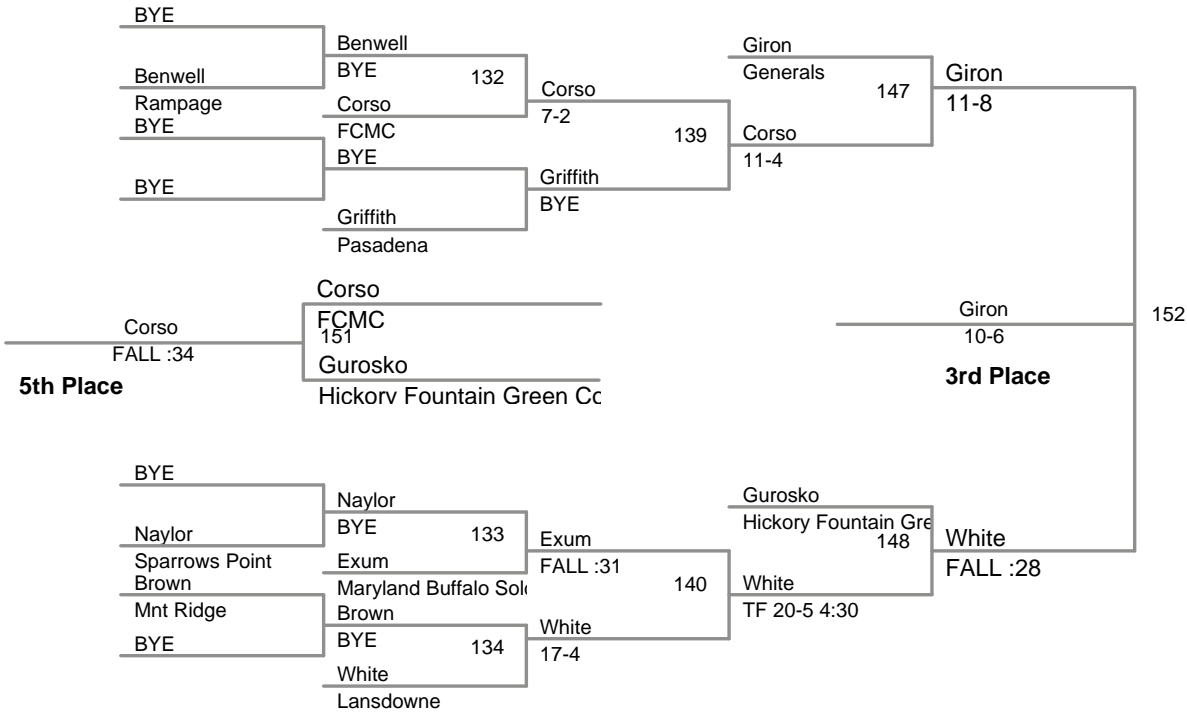 BYE
Benwell
Rampage
BYE
BYE
Benwell
BYE
132
Corso
FCMC
BYE
Griffith
Pasadena
Corso
7-2
139
Griffith
BYE
Giron
Generals
147
Corso
11-4
Giron
11-8
Corso
FALL :34
5th Place
Corso
FCMC
151
Gurosko
Hickory Fountain Green Co
Giron
10-6
3rd Place
152
BYE
Naylor
Sparrows Point
Brown
Mnt Ridge
BYE
Naylor
BYE
133
Exum
Maryland Buffalo Sol
Brown
BYE
134
White
Lansdowne
Exum
FALL :31
140
White
17-4
Gurosko
Hickory Fountain Gre
148
White
TF 20-5 4:30
White
FALL :28